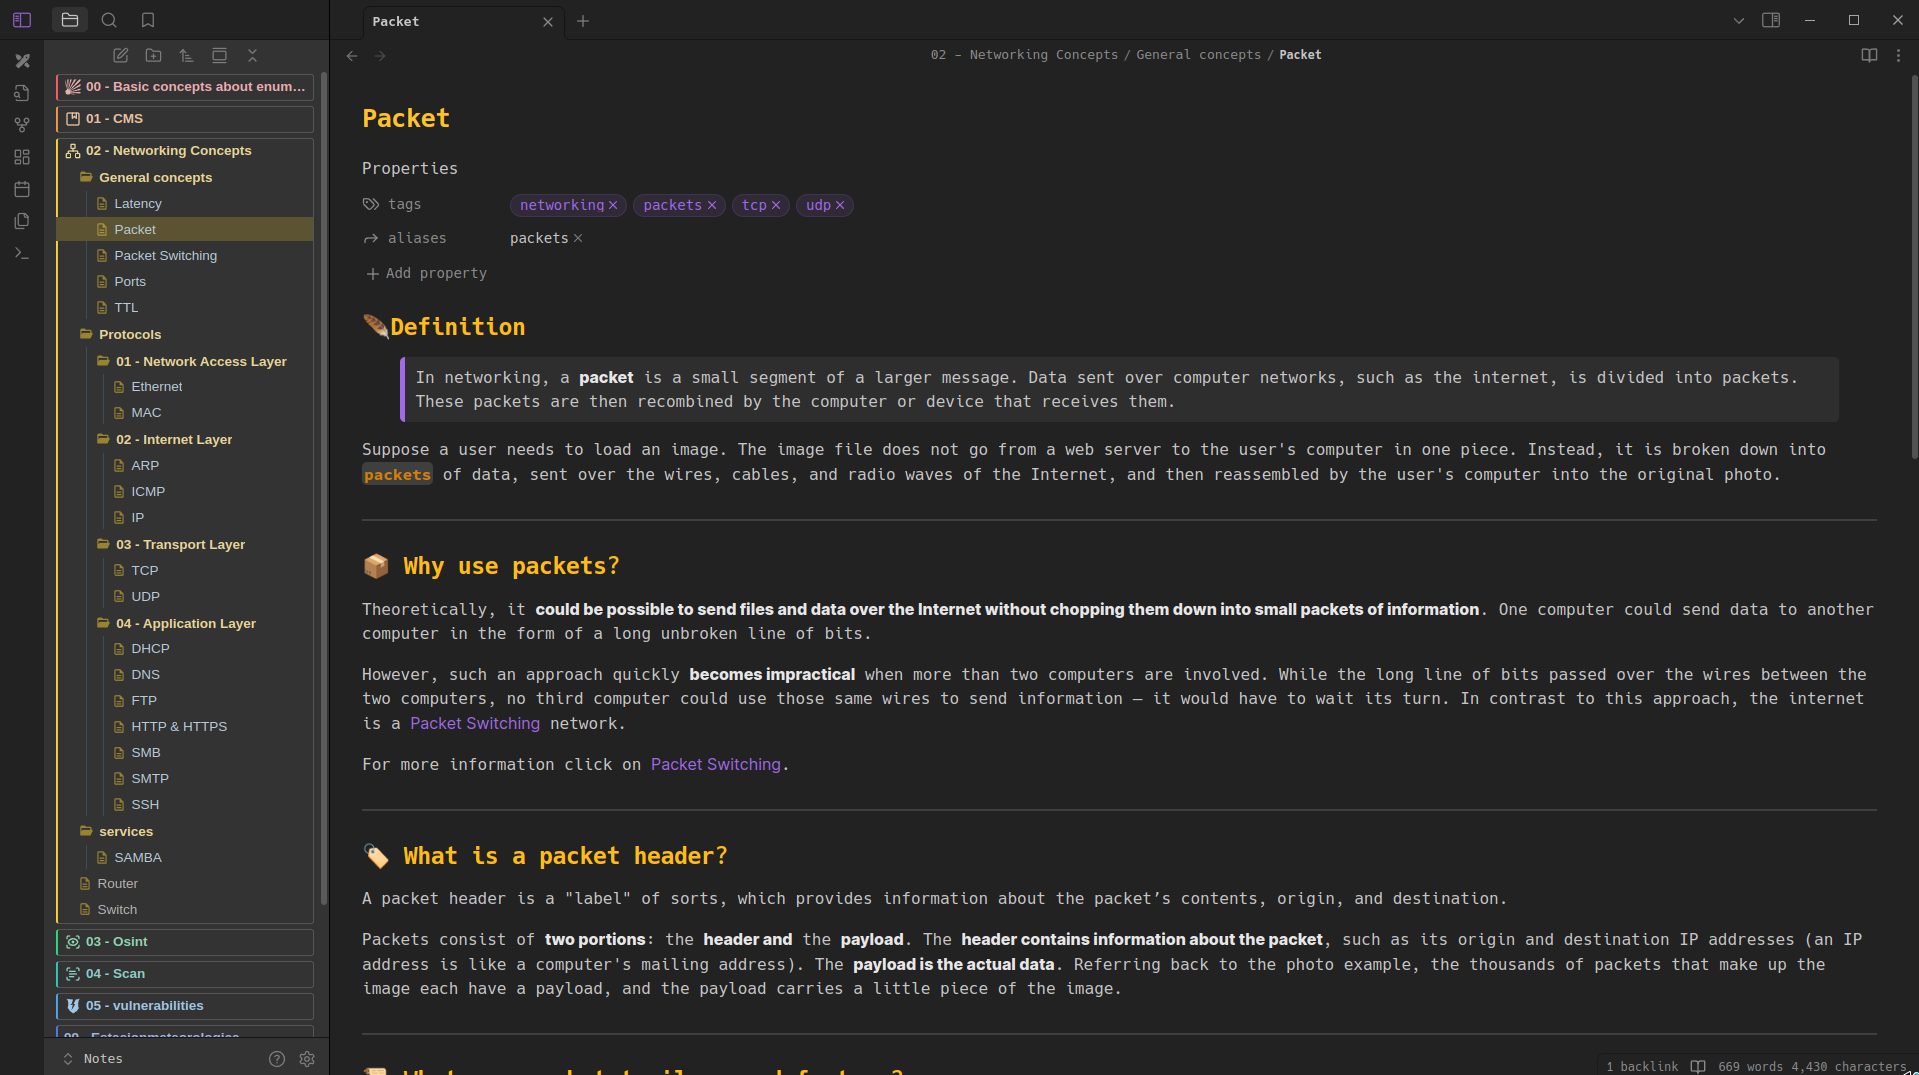 Packet
02 - Networking Concepts / General concepts / Packet
00 - Basic concepts about enum...
01 - CMS
02 - Networking Concepts
General concepts
Latency
Packet
Packet Switching
Ports
TTL
Protocols
01 - Network Access Layer
Ethernet
MAC
02 - Internet Layer
ARP
ICMP
IP
03 - Transport Layer
TCP
UDP
04 - Application Layer
DHCP
DNS
FTP
HTTP & HTTPS
SMB
SMTP
SSH
services
SAMBA
Router
Switch
03 - Osint
04 - Scan
05 - vulnerabilities
Notes
Packet
Properties
tags networking packets tcp udp
aliases packets
Add property
Definition
In networking, a packet is a small segment of a larger message. Data sent over computer networks, such as the internet, is divided into packets.
These packets are then recombined by the computer or device that receives them.
Suppose a user needs to load an image. The image file does not go from a web server to the user's computer in one piece. Instead, it is broken down into
packets of data, sent over the wires, cables, and radio waves of the Internet, and then reassembled by the user's computer into the original photo.
Why use packets?
Theoretically, it could be possible to send files and data over the Internet without chopping them down into small packets of information. One computer could send data to another
computer in the form of a long unbroken line of bits.
However, such an approach quickly becomes impractical when more than two computers are involved. While the long line of bits passed over the wires between the
two computers, no third computer could use those same wires to send information — it would have to wait its turn. In contrast to this approach, the internet
is a Packet Switching network.
For more information click on Packet Switching.
What is a packet header?
A packet header is a "label" of sorts, which provides information about the packet’s contents, origin, and destination.
Packets consist of two portions: the header and the payload. The header contains information about the packet, such as its origin and destination IP addresses (an IP
address is like a computer's mailing address). The payload is the actual data. Referring back to the photo example, the thousands of packets that make up the
image each have a payload, and the payload carries a little piece of the image.
1 backlink 669 words 4,430 characters